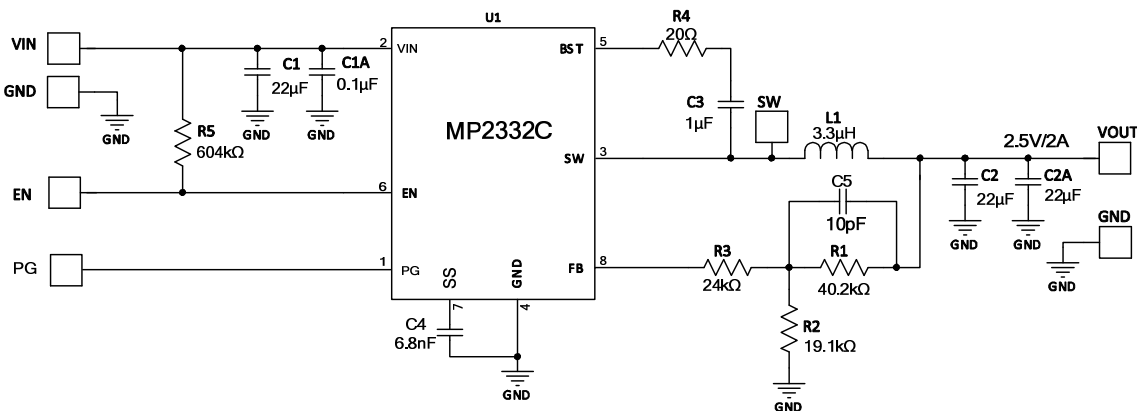 U1
VIN
2
VIN
GND
GND
C1
22µF
GND
C1A
0.1µF
GND
R5
604kΩ
EN
6
EN
PG
1
PG
MP2332C
BST
5
R4
20Ω
C3
1µF
SW
SW
3
L1
3.3µH
2.5V/2A
VOUT
C2
22µF
GND
C2A
22µF
GND
GND
GND
C5
10pF
FB
8
R3
24kΩ
R1
40.2kΩ
R2
19.1kΩ
GND
SS
7
GND
4
C4
6.8nF
GND